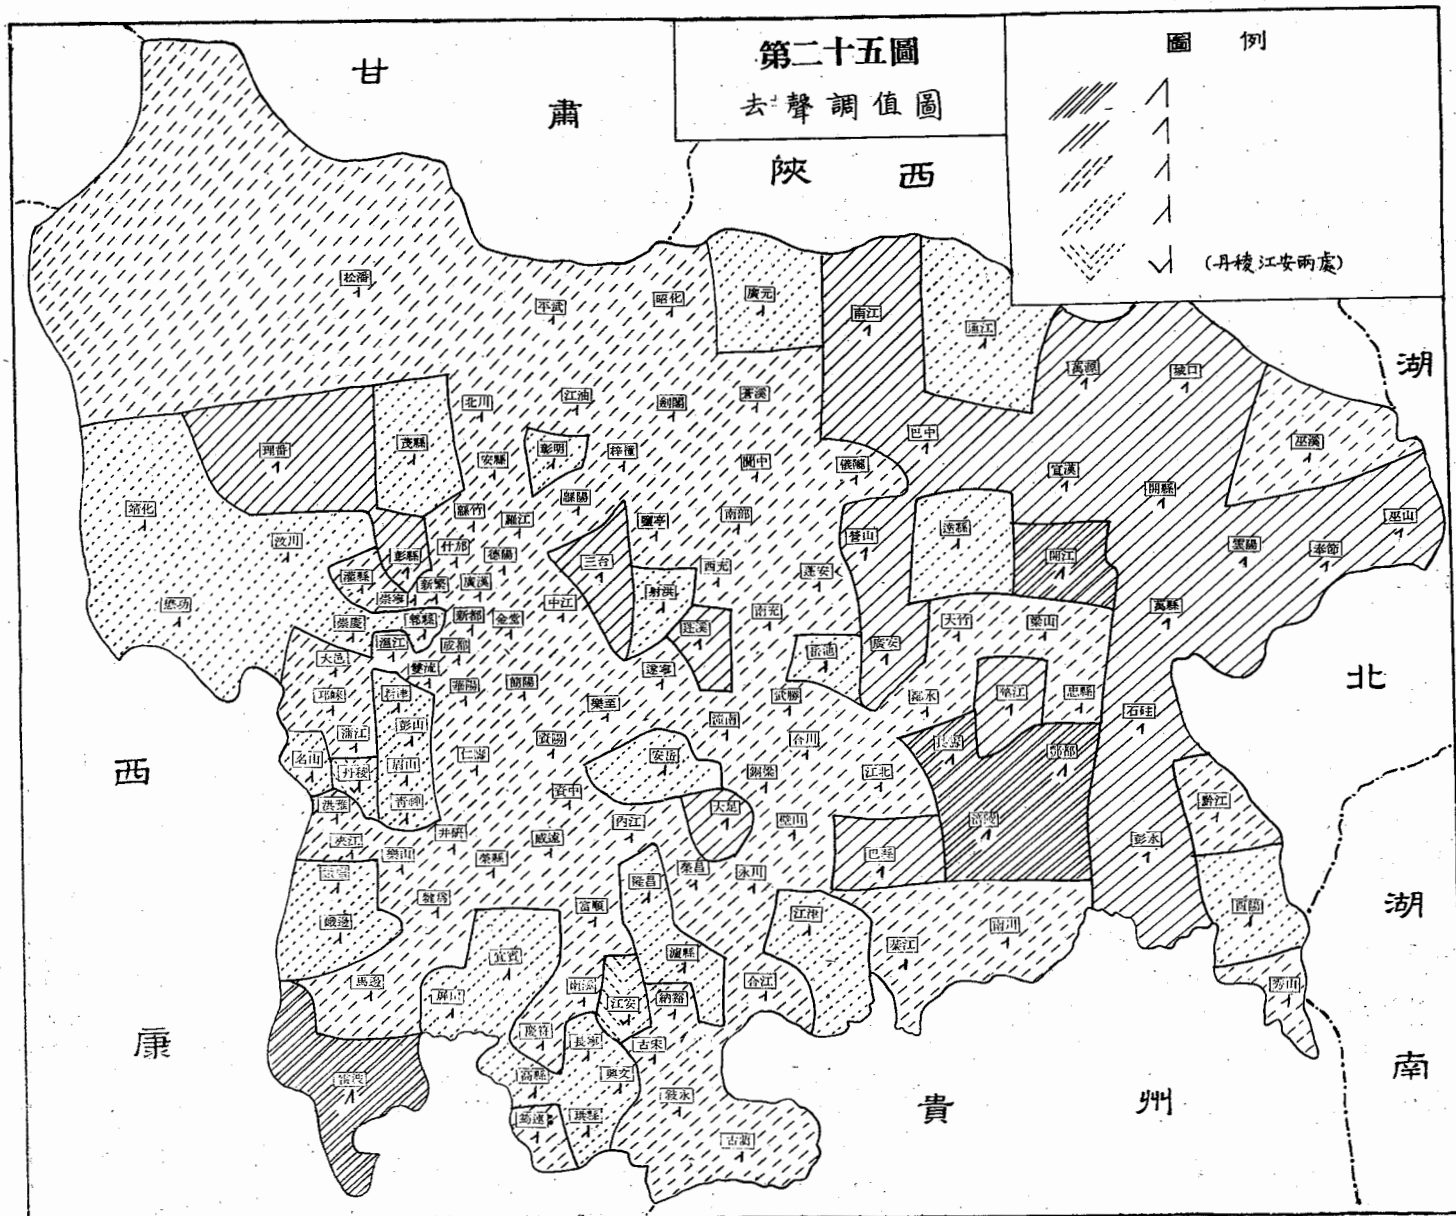 第二十五圖
去聲調值圖
圖例
(丹稜江安兩處)
甘肅
陝西
湖北
湖南
貴州
西康
松潘
平武
昭化
廣元
南江
通江
萬源
城口
巫溪
北川
江油
劍閣
蒼溪
理番
茂縣
安縣
彰明
梓橦
閬中
儀隴
巴中
宣漢
開縣
靖化
汶川
綿竹
羅江
綿陽
鹽亭
南部
營山
達縣
開江
雲陽
奉節
巫山
懋功
灌縣
彭縣
什邡
德陽
三台
西充
蓬安
崇寧
新繁
廣漢
中江
射洪
南充
萬縣
崇慶
郫縣
新都
金堂
蓬溪
岳池
廣安
天竹
梁山
大邑
溫江
成都
遂寧
邛崍
雙流
華陽
簡陽
樂至
武勝
鄰水
墊江
忠縣
石砫
新津
彭山
蒲江
仁壽
資陽
潼南
合川
長壽
酆都
名山
丹稜
眉山
安岳
銅梁
江北
黔江
洪雅
青神
資中
大足
璧山
涪陵
彭水
夾江
樂山
井研
榮縣
威遠
內江
榮昌
永川
巴縣
峨邊
犍爲
富順
隆昌
江津
綦江
南川
酉陽
馬邊
屏山
宜賓
南溪
江安
瀘縣
納谿
合江
秀山
雷波
慶符
長寧
古宋
高縣
興文
筠連
珙縣
敘永
古藺